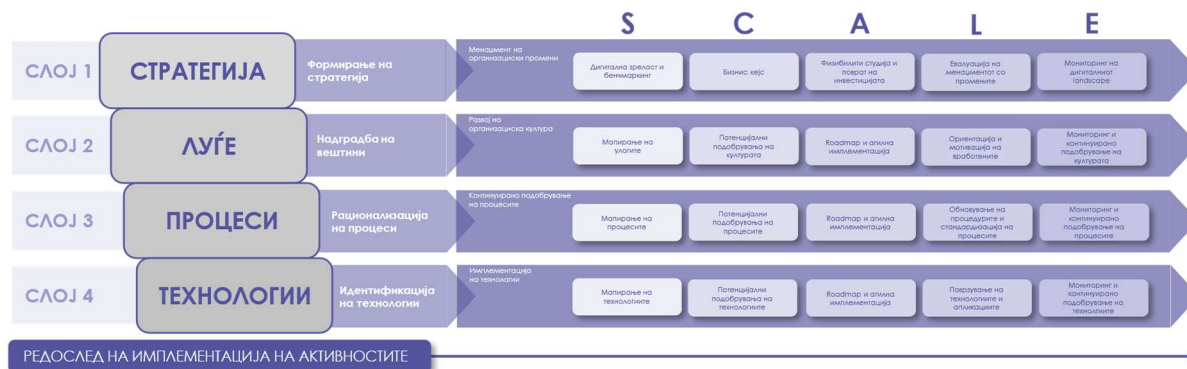 S C A L E
СЛОЈ 1
СТРАТЕГИЈА
Формирање на
стратегија
Менаџмент на
организациски промени
Дигитална зрелост и
бенчмаркинг
Бизнис кејс
Физибилити студија и
поврат на
инвестицијата
Евалуација на
менаџментот со
промените
Мониторинг на
дигиталниот
landscape
СЛОЈ 2
ЛУЃЕ
Надградба на
вештини
Развој на
организациска култура
Мапирање на
улогите
Потенцијални
подобрувања на
културата
Roadmap и агилна
имплементација
Ориентација и
мотивација на
вработените
Мониторинг и
континуирано
подобрување на
културата
СЛОЈ 3
ПРОЦЕСИ
Рационализација
на процеси
Континуирано подобрување
на процесите
Мапирање на
процесите
Потенцијални
подобрувања на
процесите
Roadmap и агилна
имплементација
Обновување на
процедурите и
стандардизација на
процесите
Мониторинг и
континуирано
подобрување на
процесите
СЛОЈ 4
ТЕХНОЛОГИИ
Идентификација
на технологии
Имплементација
на технологии
Мапирање на
технологиите
Потенцијални
подобрувања на
технологиите
Roadmap и агилна
имплементација
Поврзување на
технологиите и
апликациите
Мониторинг и
континуирано
подобрување на
технолгиите
РЕДОСЛЕД НА ИМПЛЕМЕНТАЦИЈА НА АКТИВНОСТИТЕ